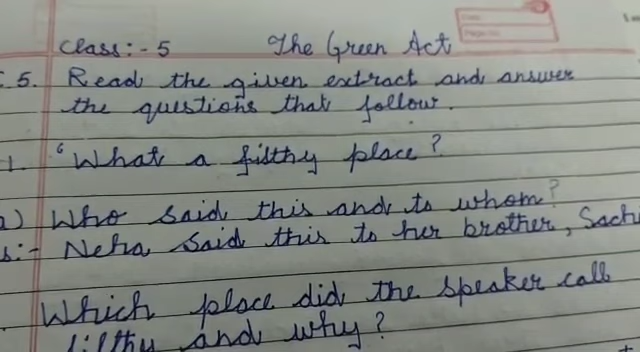 Class:- 5 The Green Act
5. Read the given extract and answer
the questions that follow.
1. "What a filthy place?
a) Who said this and to whom?
s:- Neha said this to her brother, Sachi
Which place did the speaker call
filthy and why?